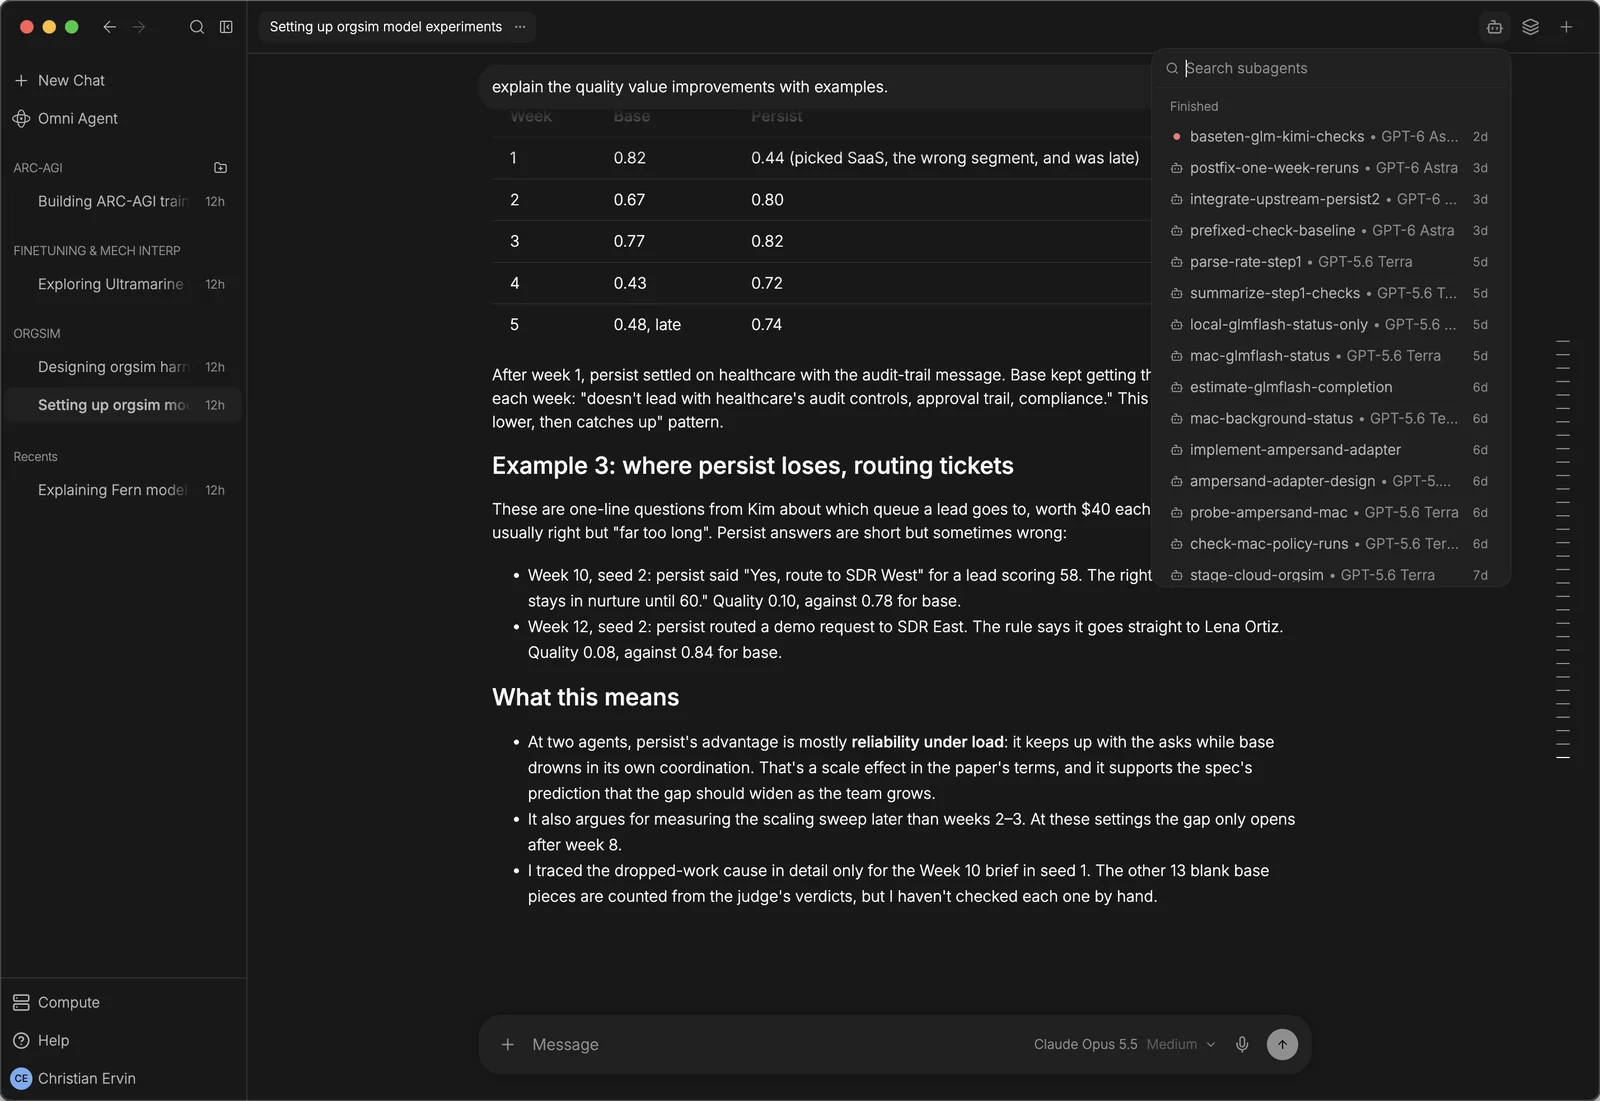 Setting up orgsim model experiments ...
New Chat
Omni Agent
ARC-AGI
Building ARC-AGI train 12h
FINETUNING & MECH INTERP
Exploring Ultramarine 12h
ORGSIM
Designing orgsim harn 12h
Setting up orgsim mo 12h
Recents
Explaining Fern model 12h
Compute
Help
CE Christian Ervin
explain the quality value improvements with examples.
Week Base Persist
1 0.82 0.44 (picked SaaS, the wrong segment, and was late)
2 0.67 0.80
3 0.77 0.82
4 0.43 0.72
5 0.48, late 0.74
After week 1, persist settled on healthcare with the audit-trail message. Base kept getting th
each week: "doesn't lead with healthcare's audit controls, approval trail, compliance." This
lower, then catches up" pattern.
Example 3: where persist loses, routing tickets
These are one-line questions from Kim about which queue a lead goes to, worth $40 each
usually right but "far too long". Persist answers are short but sometimes wrong:
• Week 10, seed 2: persist said "Yes, route to SDR West" for a lead scoring 58. The right
stays in nurture until 60." Quality 0.10, against 0.78 for base.
• Week 12, seed 2: persist routed a demo request to SDR East. The rule says it goes straight to Lena Ortiz.
Quality 0.08, against 0.84 for base.
What this means
• At two agents, persist's advantage is mostly reliability under load: it keeps up with the asks while base
drowns in its own coordination. That's a scale effect in the paper's terms, and it supports the spec's
prediction that the gap should widen as the team grows.
• It also argues for measuring the scaling sweep later than weeks 2–3. At these settings the gap only opens
after week 8.
• I traced the dropped-work cause in detail only for the Week 10 brief in seed 1. The other 13 blank base
pieces are counted from the judge's verdicts, but I haven't checked each one by hand.
Message
Claude Opus 5.5 Medium
Search subagents
Finished
baseten-glm-kimi-checks • GPT-6 As... 2d
postfix-one-week-reruns • GPT-6 Astra 3d
integrate-upstream-persist2 • GPT-6 ... 3d
prefixed-check-baseline • GPT-6 Astra 3d
parse-rate-step1 • GPT-5.6 Terra 5d
summarize-step1-checks • GPT-5.6 T... 5d
local-glmflash-status-only • GPT-5.6 ... 5d
mac-glmflash-status • GPT-5.6 Terra 5d
estimate-glmflash-completion 6d
mac-background-status • GPT-5.6 Te... 6d
implement-ampersand-adapter 6d
ampersand-adapter-design • GPT-5.... 6d
probe-ampersand-mac • GPT-5.6 Terra 6d
check-mac-policy-runs • GPT-5.6 Ter... 6d
stage-cloud-orgsim • GPT-5.6 Terra 7d